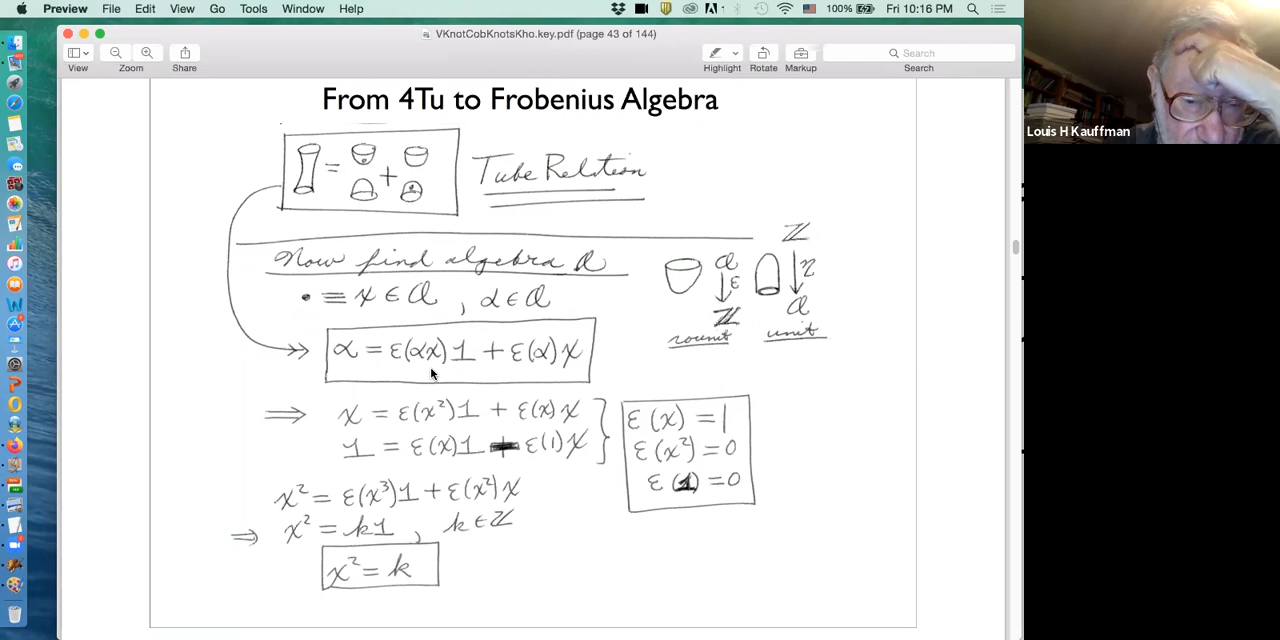 Preview File Edit View Go Tools Window Help 100% Fri 10:16 PM
VKnotCobKnotsKho.key.pdf (page 43 of 144)
View Zoom Share Highlight Rotate Markup Search
Search
Louis H Kauffman
From 4Tu to Frobenius Algebra
= + Tube Relation
Now find algebra 𝒜
• ≡ x ∈ 𝒜 , α ∈ 𝒜
𝒜 ε ℤ
counit
ℤ η 𝒜
unit
α = ε(αx)1 + ε(α)x
⇒ x = ε(x²)1 + ε(x)x
1 = ε(x)1 + ε(1)x
ε(x) = 1
ε(x²) = 0
ε(1) = 0
x² = ε(x³)1 + ε(x²)x
⇒ x² = k1 , k ∈ ℤ
x² = k